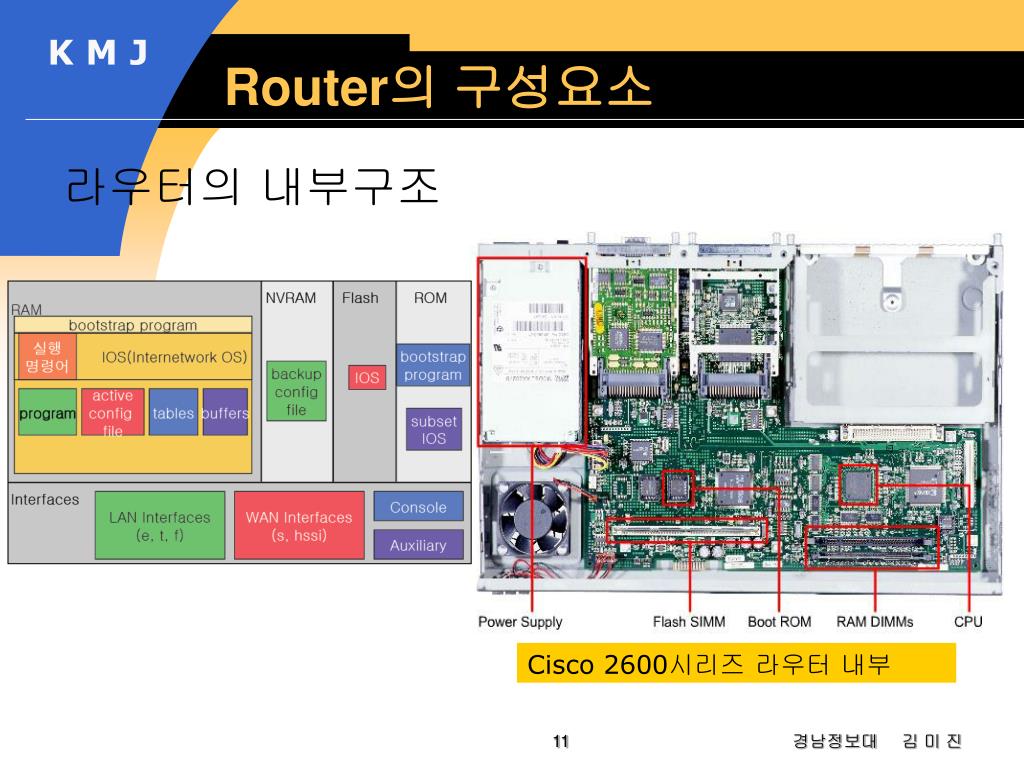 K M J
Router의 구성요소
라우터의 내부구조
RAM
bootstrap program
실행
명령어
IOS(Internetwork OS)
program
active
config
file
tables
buffers
NVRAM
backup
config
file
Flash
IOS
ROM
bootstrap
program
subset
IOS
Interfaces
LAN Interfaces
(e, t, f)
WAN Interfaces
(s, hssi)
Console
Auxiliary
Power Supply
Flash SIMM
Boot ROM
RAM DIMMs
CPU
Cisco 2600시리즈 라우터 내부
11
경남정보대 김 미 진